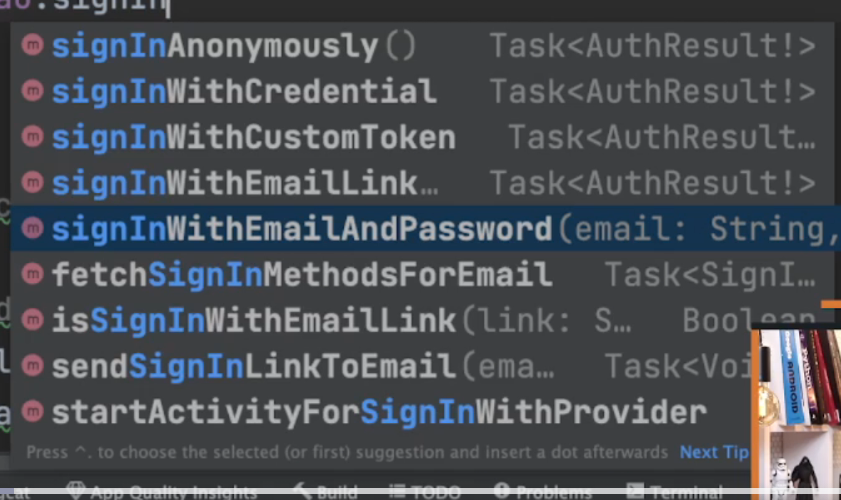 .signIn
signInAnonymously() Task<AuthResult!>
signInWithCredential Task<AuthResult!>
signInWithCustomToken Task<AuthResult…
signInWithEmailLink… Task<AuthResult!>
signInWithEmailAndPassword(email: String,
fetchSignInMethodsForEmail Task<SignI…
isSignInWithEmailLink(link: S… Boolean
sendSignInLinkToEmail(ema… Task<Voi
startActivityForSignInWithProvider
Press ^. to choose the selected (or first) suggestion and insert a dot afterwards Next Tip
App Quality Insights Build TODO Problems Terminal
ANDROID